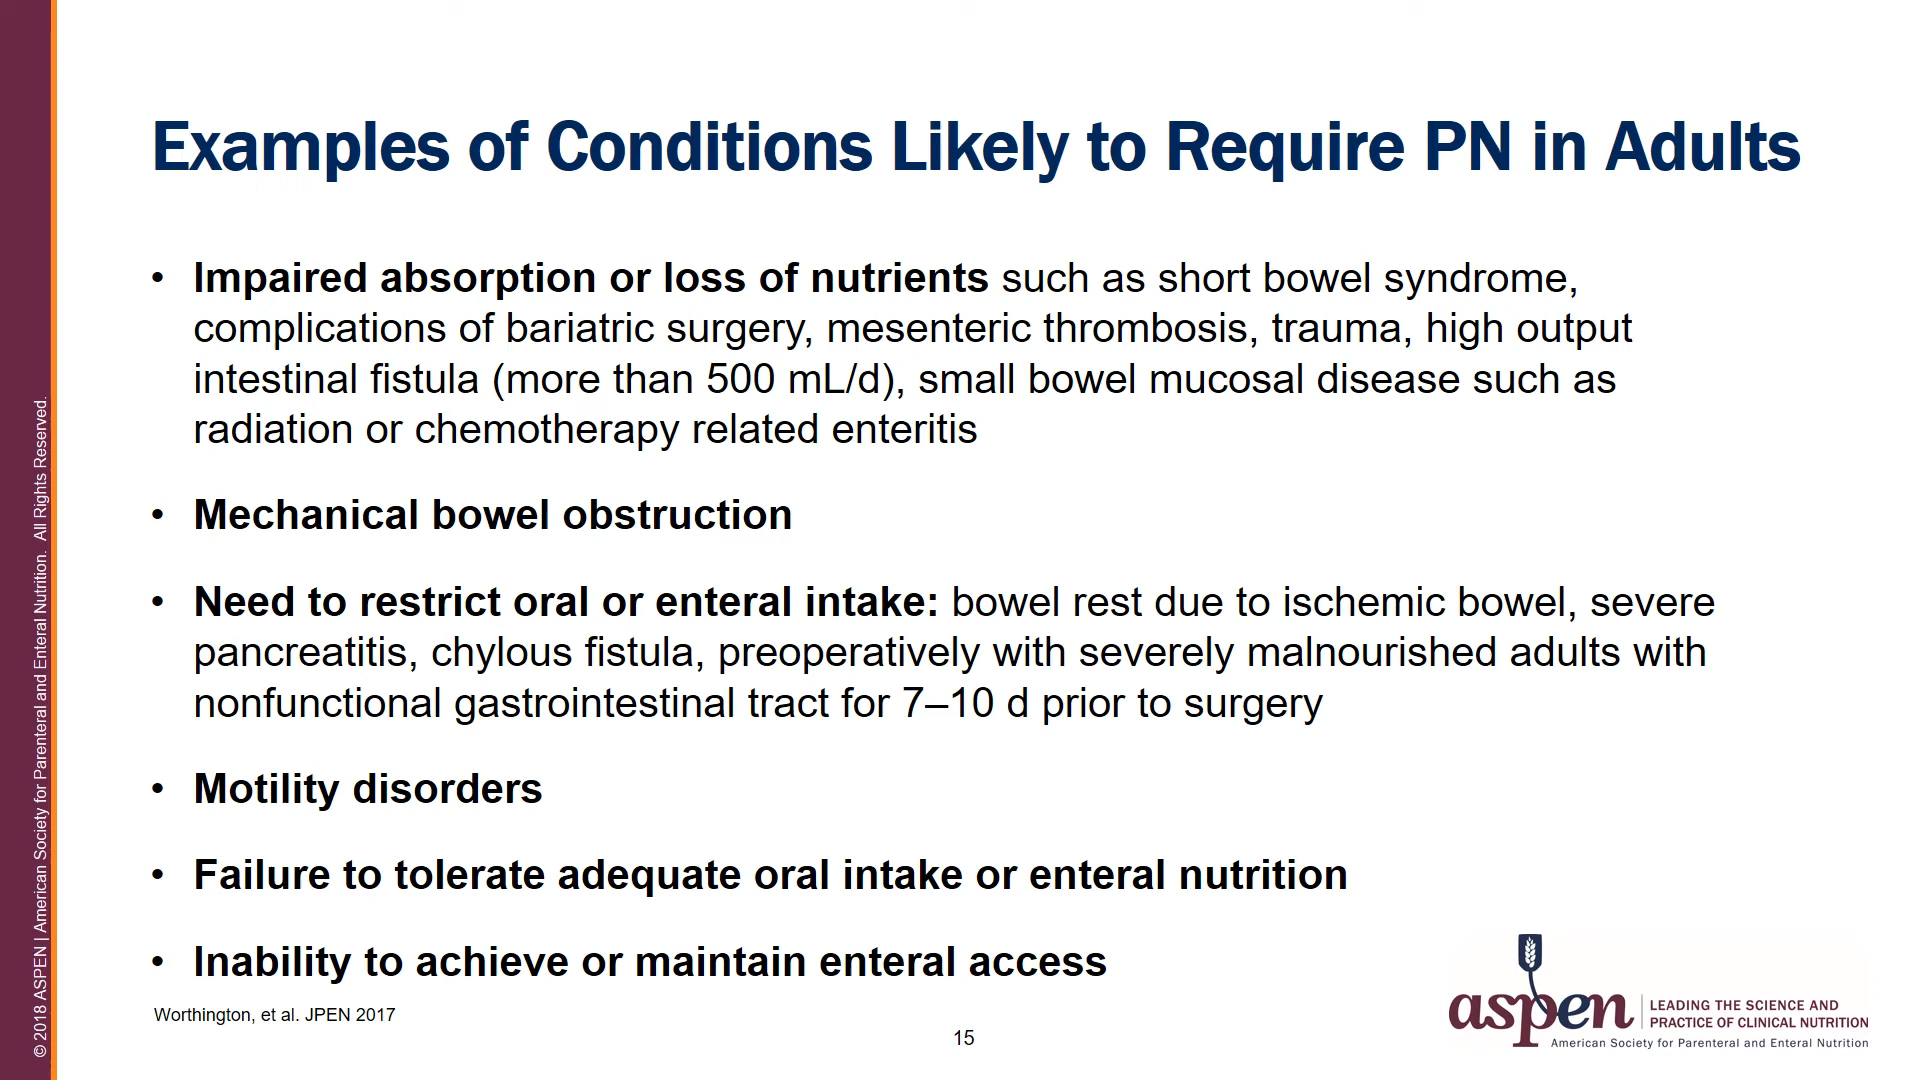 Examples of Conditions Likely to Require PN in Adults
• Impaired absorption or loss of nutrients such as short bowel syndrome,
complications of bariatric surgery, mesenteric thrombosis, trauma, high output
intestinal fistula (more than 500 mL/d), small bowel mucosal disease such as
radiation or chemotherapy related enteritis
• Mechanical bowel obstruction
• Need to restrict oral or enteral intake: bowel rest due to ischemic bowel, severe
pancreatitis, chylous fistula, preoperatively with severely malnourished adults with
nonfunctional gastrointestinal tract for 7–10 d prior to surgery
• Motility disorders
• Failure to tolerate adequate oral intake or enteral nutrition
• Inability to achieve or maintain enteral access
Worthington, et al. JPEN 2017
15
aspen
LEADING THE SCIENCE AND
PRACTICE OF CLINICAL NUTRITION
American Society for Parenteral and Enteral Nutrition
© 2018 ASPEN | American Society for Parenteral and Enteral Nutrition. All Rights Reserved.